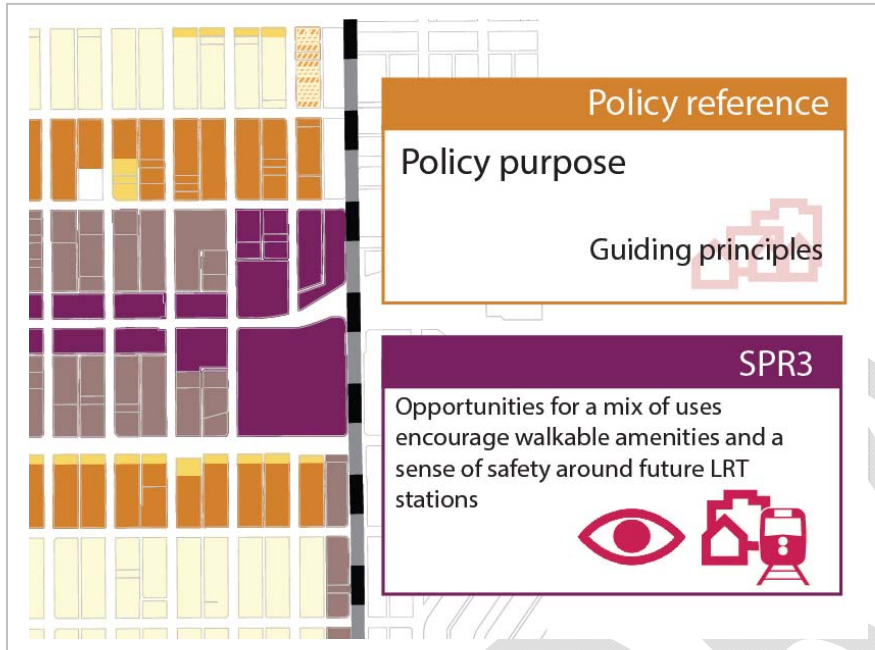 Policy reference
Policy purpose
Guiding principles
SPR3
Opportunities for a mix of uses
encourage walkable amenities and a
sense of safety around future LRT
stations